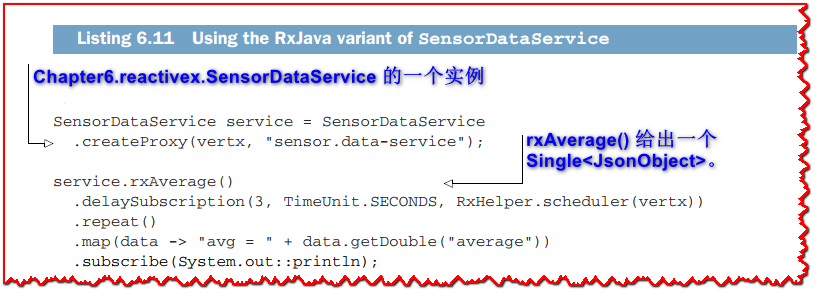 Listing 6.11 Using the RxJava variant of SensorDataService
Chapter6.reactivex.SensorDataService 的一个实例
SensorDataService service = SensorDataService
.createProxy(vertx, "sensor.data-service");
rxAverage() 给出一个
Single<JsonObject>。
service.rxAverage()
.delaySubscription(3, TimeUnit.SECONDS, RxHelper.scheduler(vertx))
.repeat()
.map(data -> "avg = " + data.getDouble("average"))
.subscribe(System.out::println);